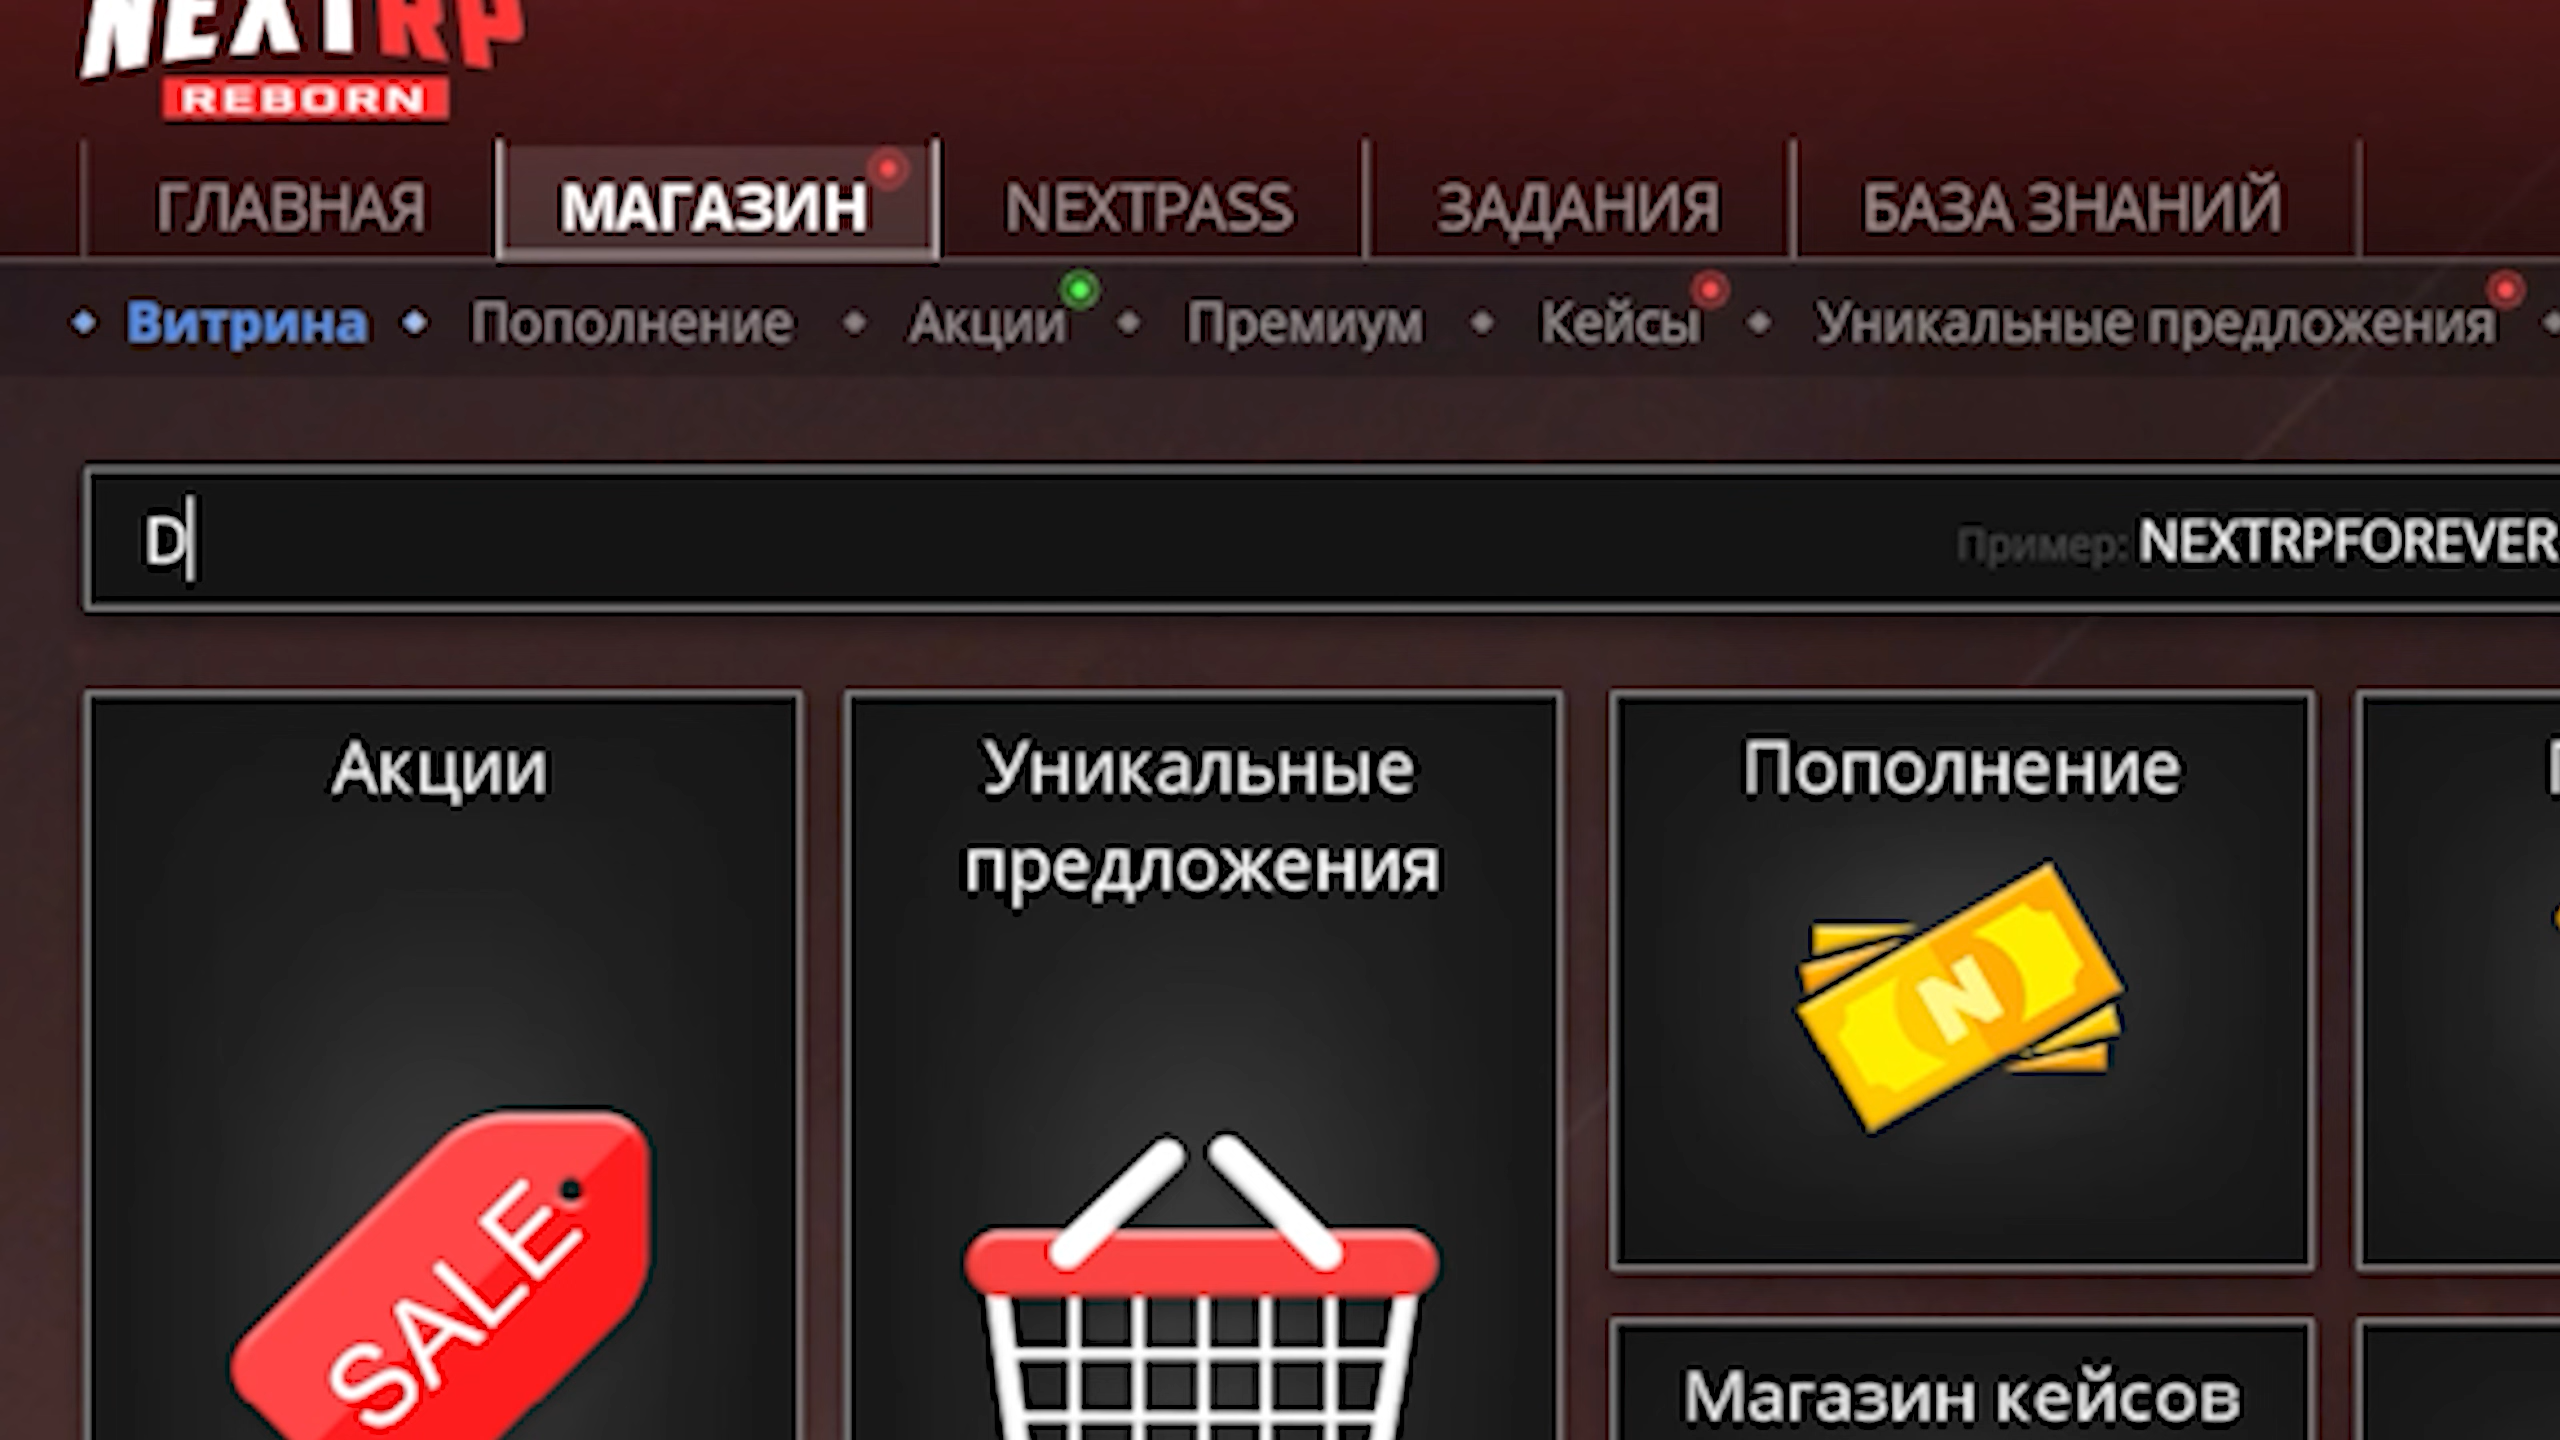 NEXTRP
REBORN
ГЛАВНАЯ МАГАЗИН NEXTPASS ЗАДАНИЯ БАЗА ЗНАНИЙ
Витрина Пополнение Акции Премиум Кейсы Уникальные предложения
D Пример: NEXTRPFOREVER
Акции
Уникальные
предложения
Пополнение
N
SALE
Магазин кейсов